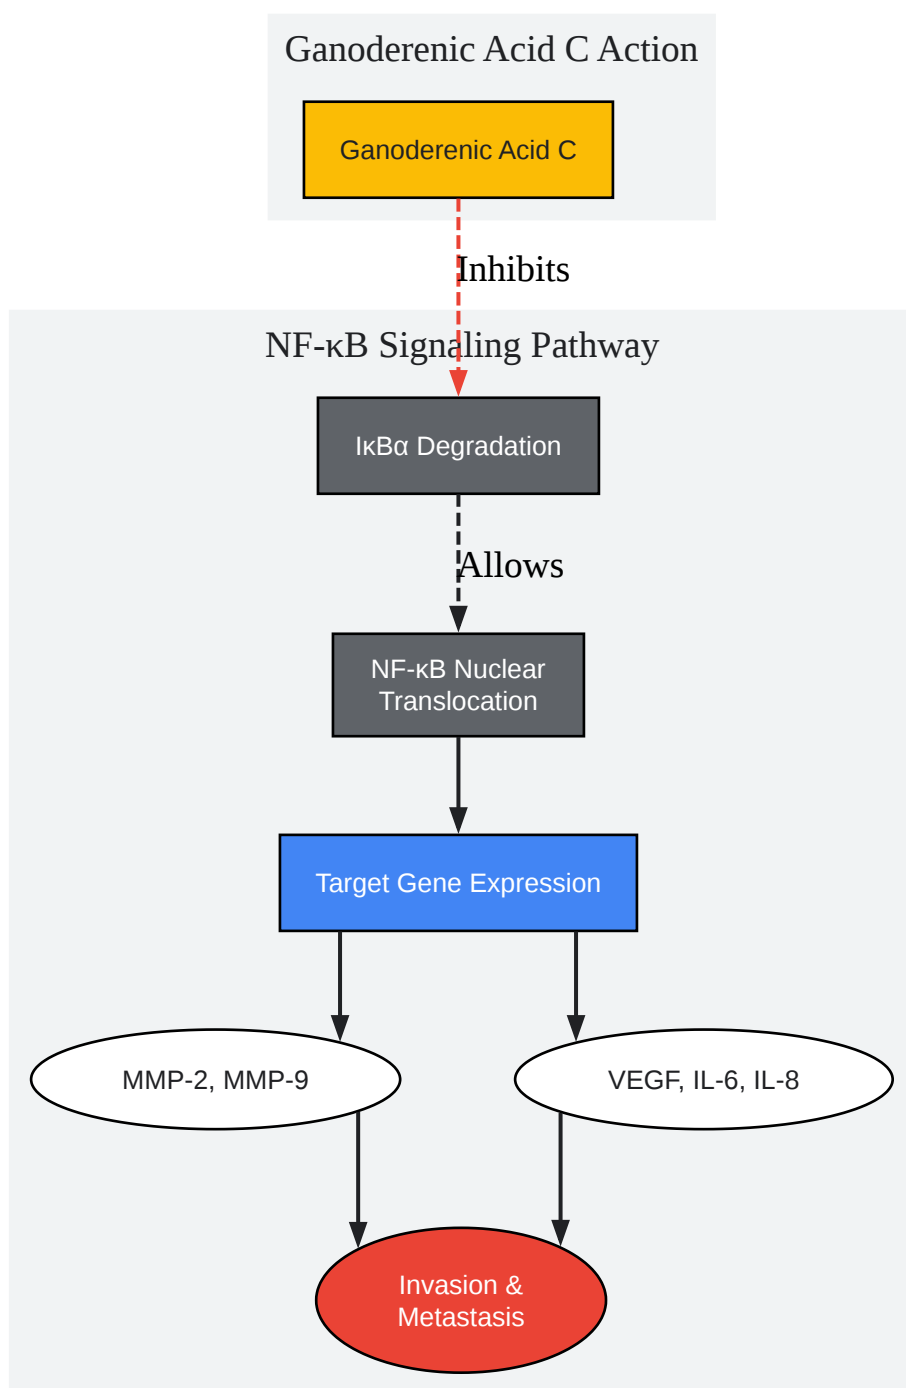 Ganoderenic Acid C Action
Ganoderenic Acid C
Inhibits
NF-κB Signaling Pathway
IκBα Degradation
Allows
NF-κB Nuclear
Translocation
Target Gene Expression
MMP-2, MMP-9
VEGF, IL-6, IL-8
Invasion &
Metastasis